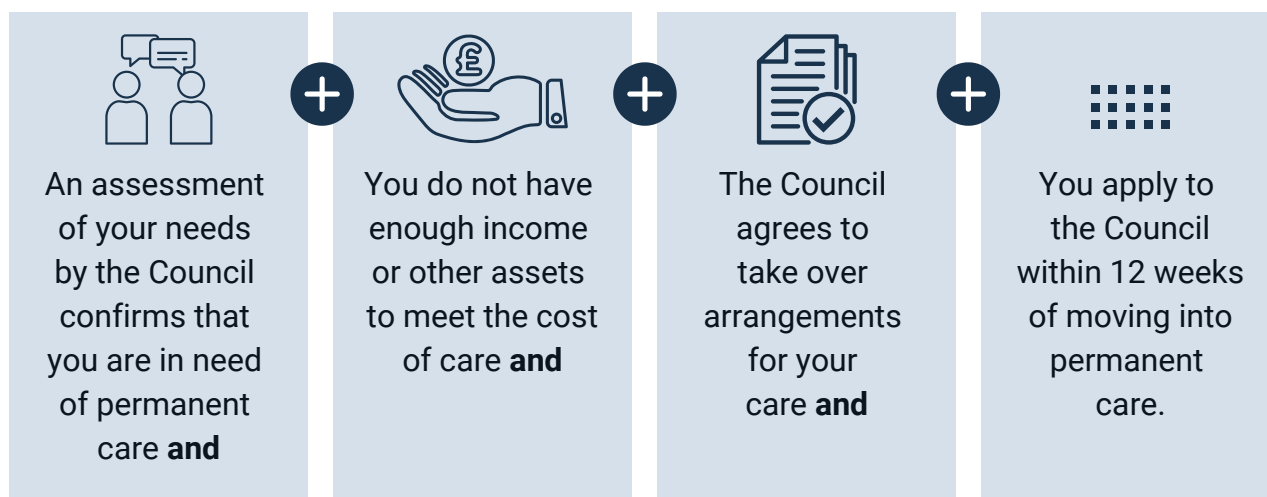 An assessment
of your needs
by the Council
confirms that
you are in need
of permanent
care and
£
You do not have
enough income
or other assets
to meet the cost
of care and
The Council
agrees to
take over
arrangements
for your
care and
You apply to
the Council
within 12 weeks
of moving into
permanent
care.